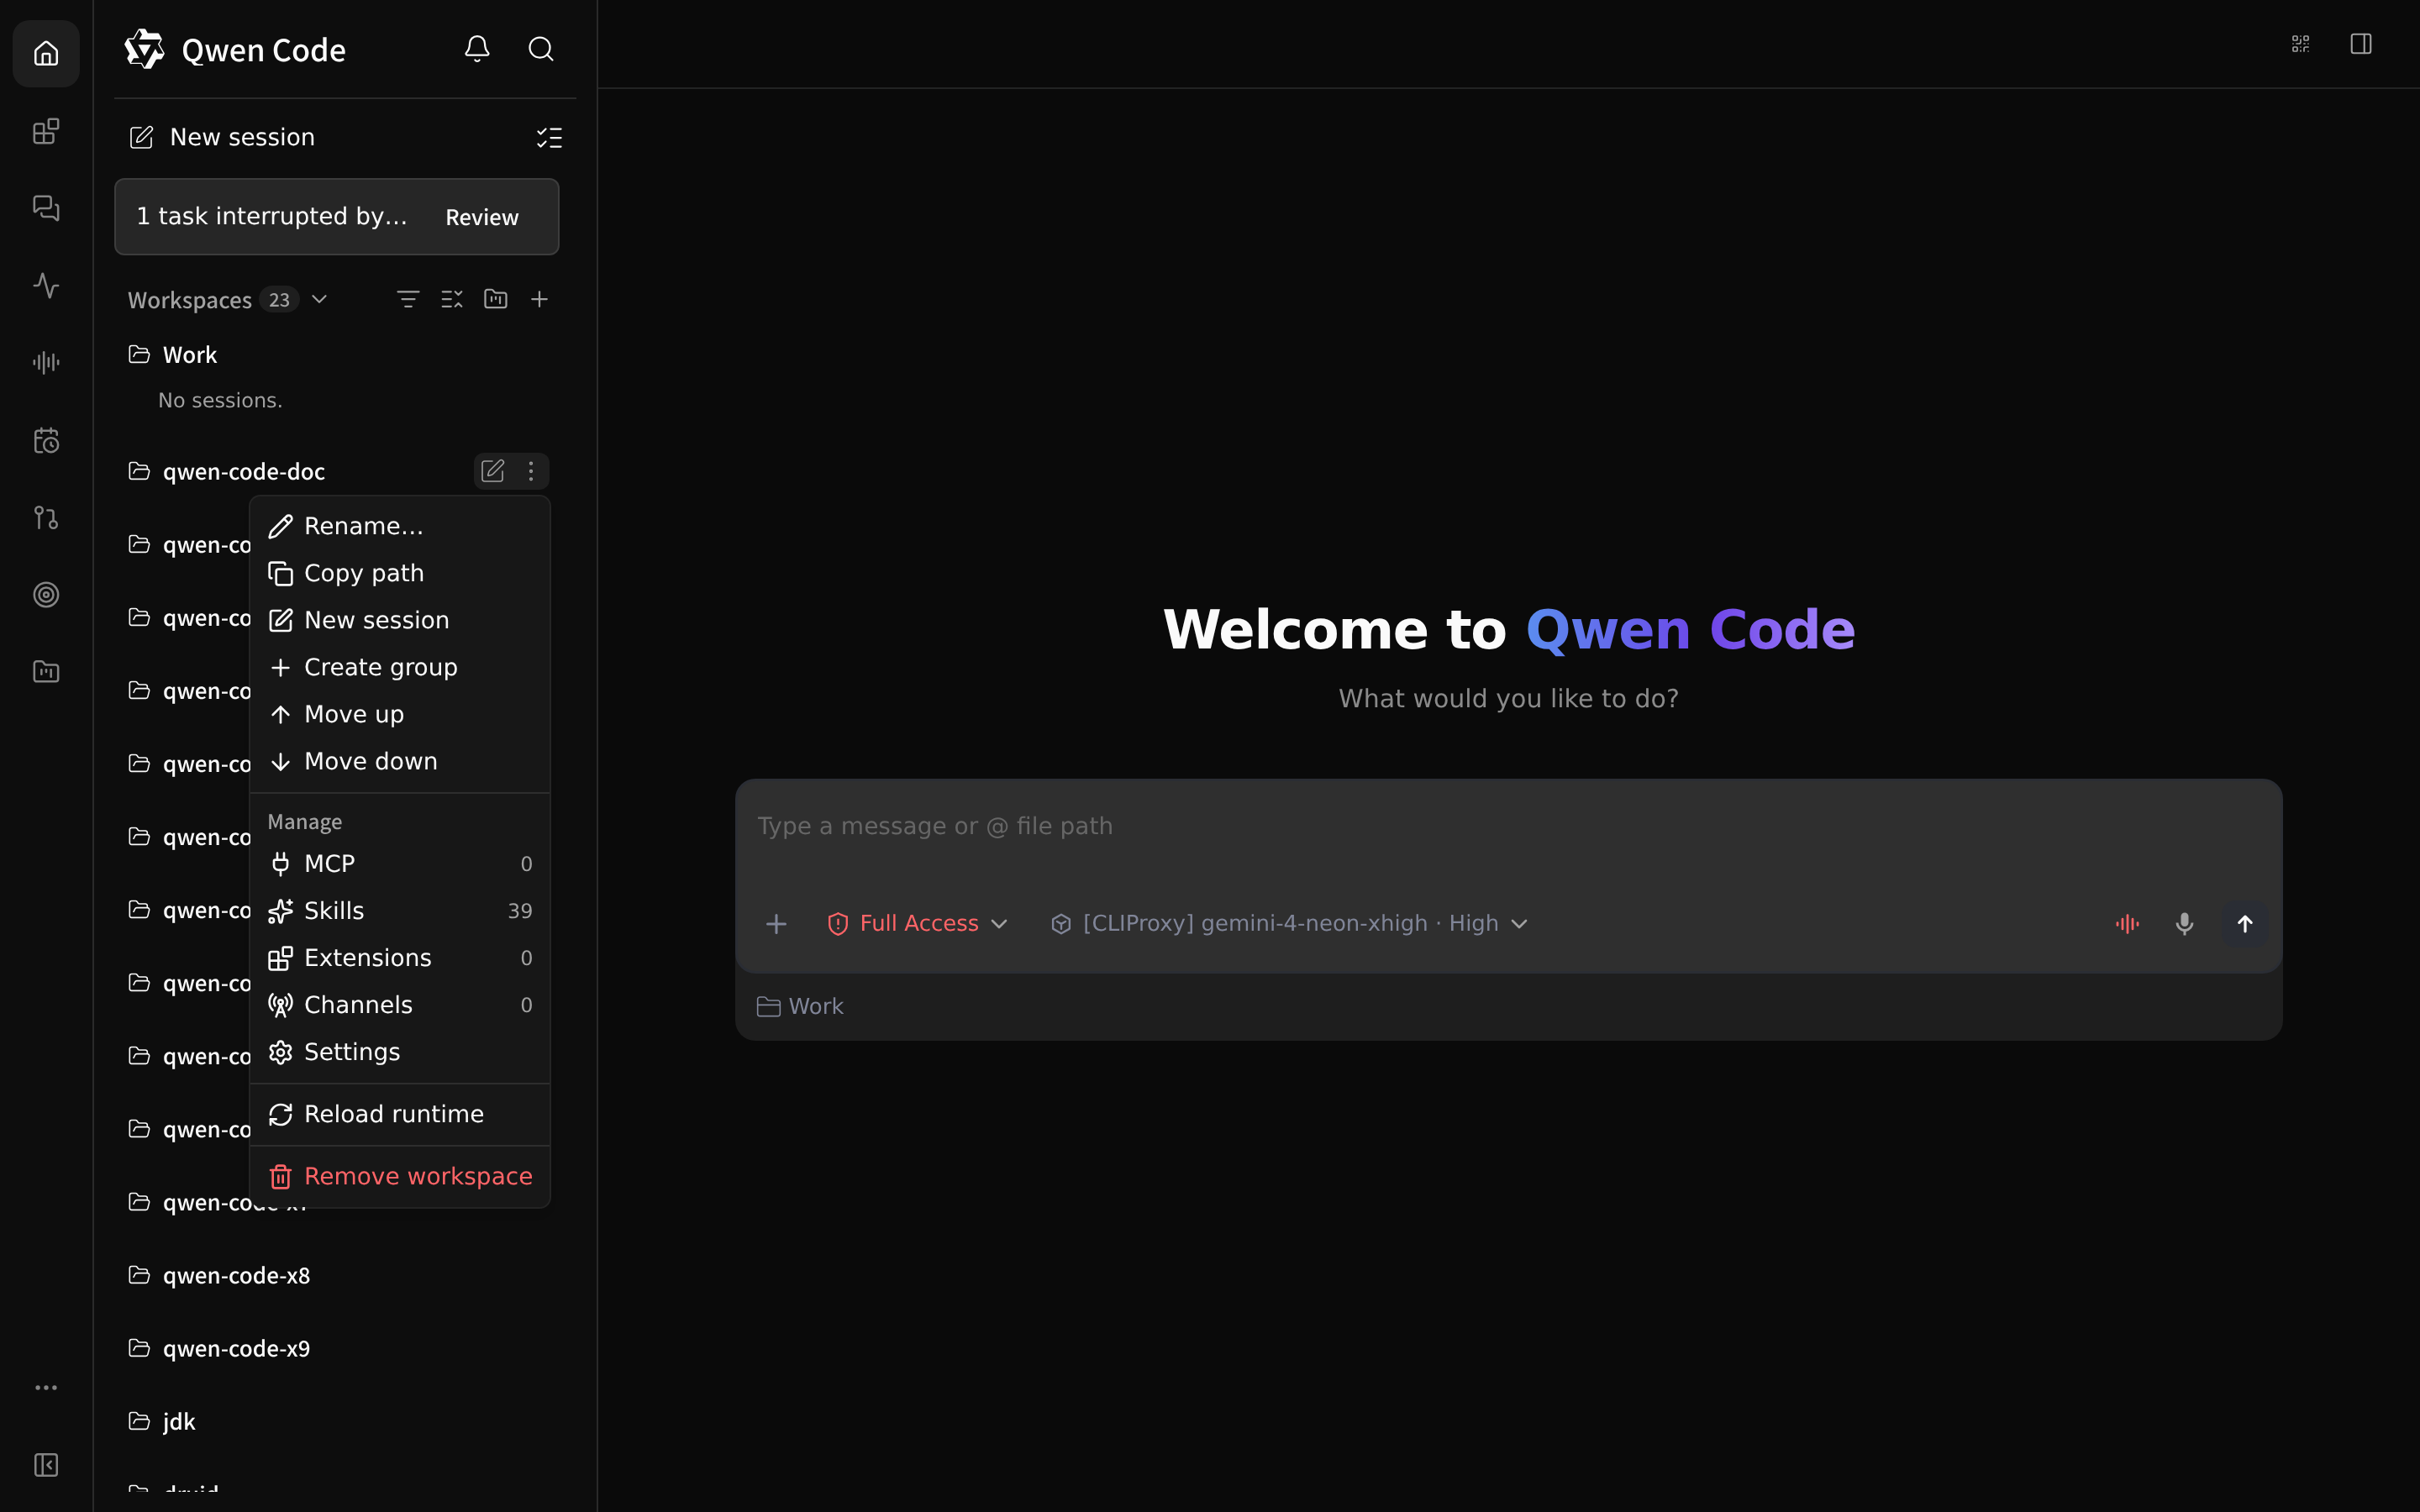 Qwen Code
New session
1 task interrupted by...
Review
Workspaces 23
Work
No sessions.
qwen-code-doc
Rename...
Copy path
New session
Create group
Move up
Move down
Manage
MCP 0
Skills 39
Extensions 0
Channels 0
Settings
Reload runtime
Remove workspace
qwen-co
qwen-co
qwen-co
qwen-co
qwen-co
qwen-co
qwen-co
qwen-co
qwen-co
qwen-code-x8
qwen-code-x9
jdk
Welcome to Qwen Code
What would you like to do?
Type a message or @ file path
Full Access
[CLIProxy] gemini-4-neon-xhigh · High
Work